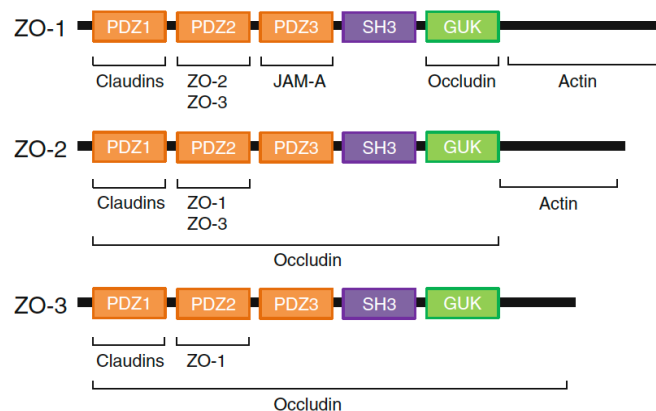 ZO-1 PDZ1 PDZ2 PDZ3 SH3 GUK
Claudins ZO-2 JAM-A Occludin Actin
ZO-3
ZO-2 PDZ1 PDZ2 PDZ3 SH3 GUK
Claudins ZO-1 Actin
ZO-3
Occludin
ZO-3 PDZ1 PDZ2 PDZ3 SH3 GUK
Claudins ZO-1
Occludin